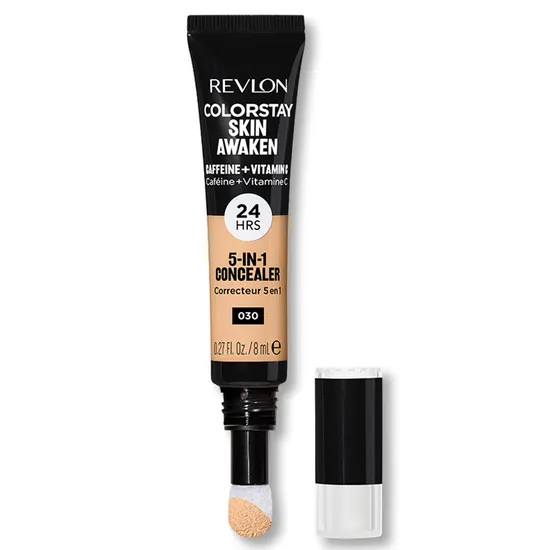 REVLON
COLORSTAY
SKIN
AWAKEN
CAFFEINE+VITAMIN C
Caféine+Vitamine C
24
HRS
5-IN-1
CONCEALER
Correcteur 5 en 1
030
0.27 Fl. Oz./8 mL ℮